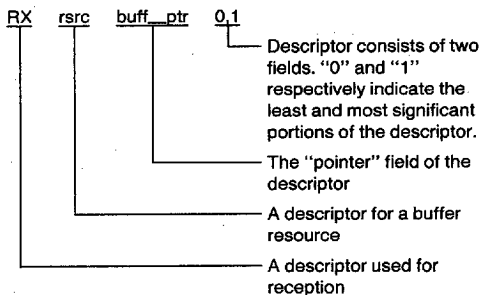 RX rsrc buff__ptr 0,1
Descriptor consists of two
fields. "0" and "1"
respectively indicate the
least and most significant
portions of the descriptor.
The "pointer" field of the
descriptor
A descriptor for a buffer
resource
A descriptor used for
reception